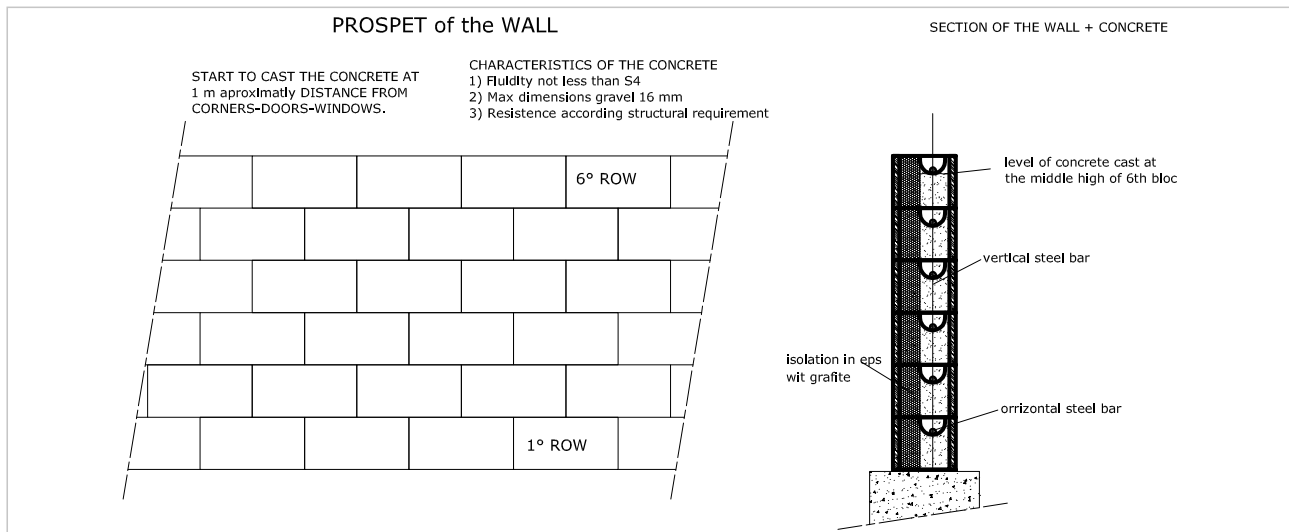 PROSPET of the WALL
SECTION OF THE WALL + CONCRETE
START TO CAST THE CONCRETE AT
1 m aproximatly DISTANCE FROM
CORNERS-DOORS-WINDOWS.
CHARACTERISTICS OF THE CONCRETE
1) Fluidity not less than S4
2) Max dimensions gravel 16 mm
3) Resistence according structural requirement
6° ROW
1° ROW
level of concrete cast at
the middle high of 6th bloc
vertical steel bar
isolation in eps
wit grafite
orrizontal steel bar